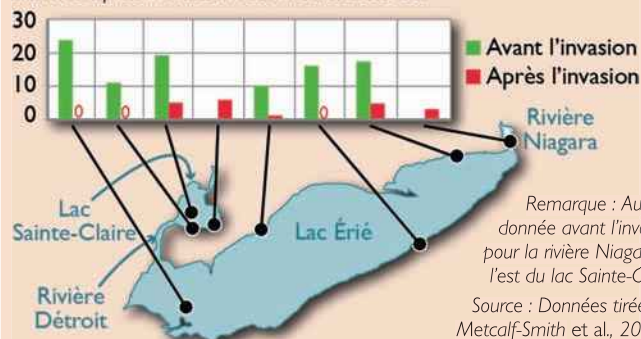 30
20
10
0
0 0 0
Avant l'invasion
Après l'invasion
Rivière
Niagara
Lac
Sainte-Claire
Lac Érié
Rivière
Détroit
Remarque : Au
donnée avant l'inva
pour la rivière Niaga
l'est du lac Sainte-C
Source : Données tirée
Metcalf-Smith et al., 20